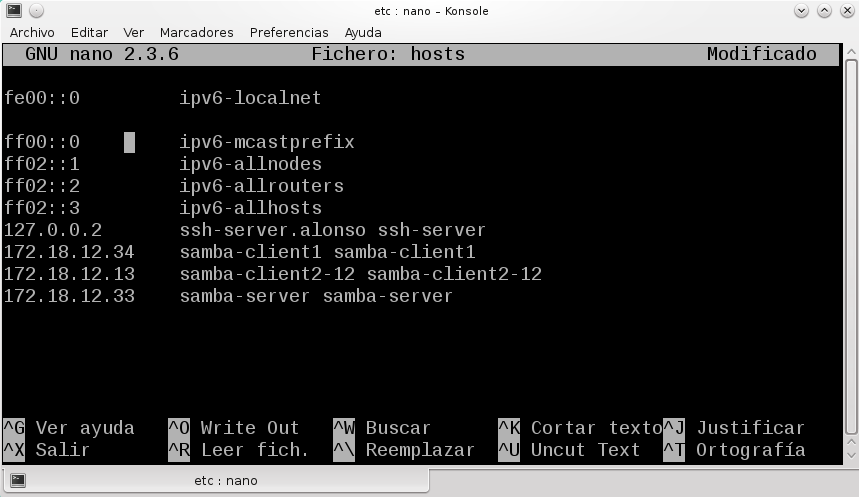 etc : nano – Konsole
Archivo Editar Ver Marcadores Preferencias Ayuda
GNU nano 2.3.6 Fichero: hosts Modificado
fe00::0 ipv6-localnet
ff00::0 ipv6-mcastprefix
ff02::1 ipv6-allnodes
ff02::2 ipv6-allrouters
ff02::3 ipv6-allhosts
127.0.0.2 ssh-server.alonso ssh-server
172.18.12.34 samba-client1 samba-client1
172.18.12.13 samba-client2-12 samba-client2-12
172.18.12.33 samba-server samba-server
^G Ver ayuda ^O Write Out ^W Buscar ^K Cortar texto ^J Justificar
^X Salir ^R Leer fich. ^\ Reemplazar ^U Uncut Text ^T Ortografía
etc : nano